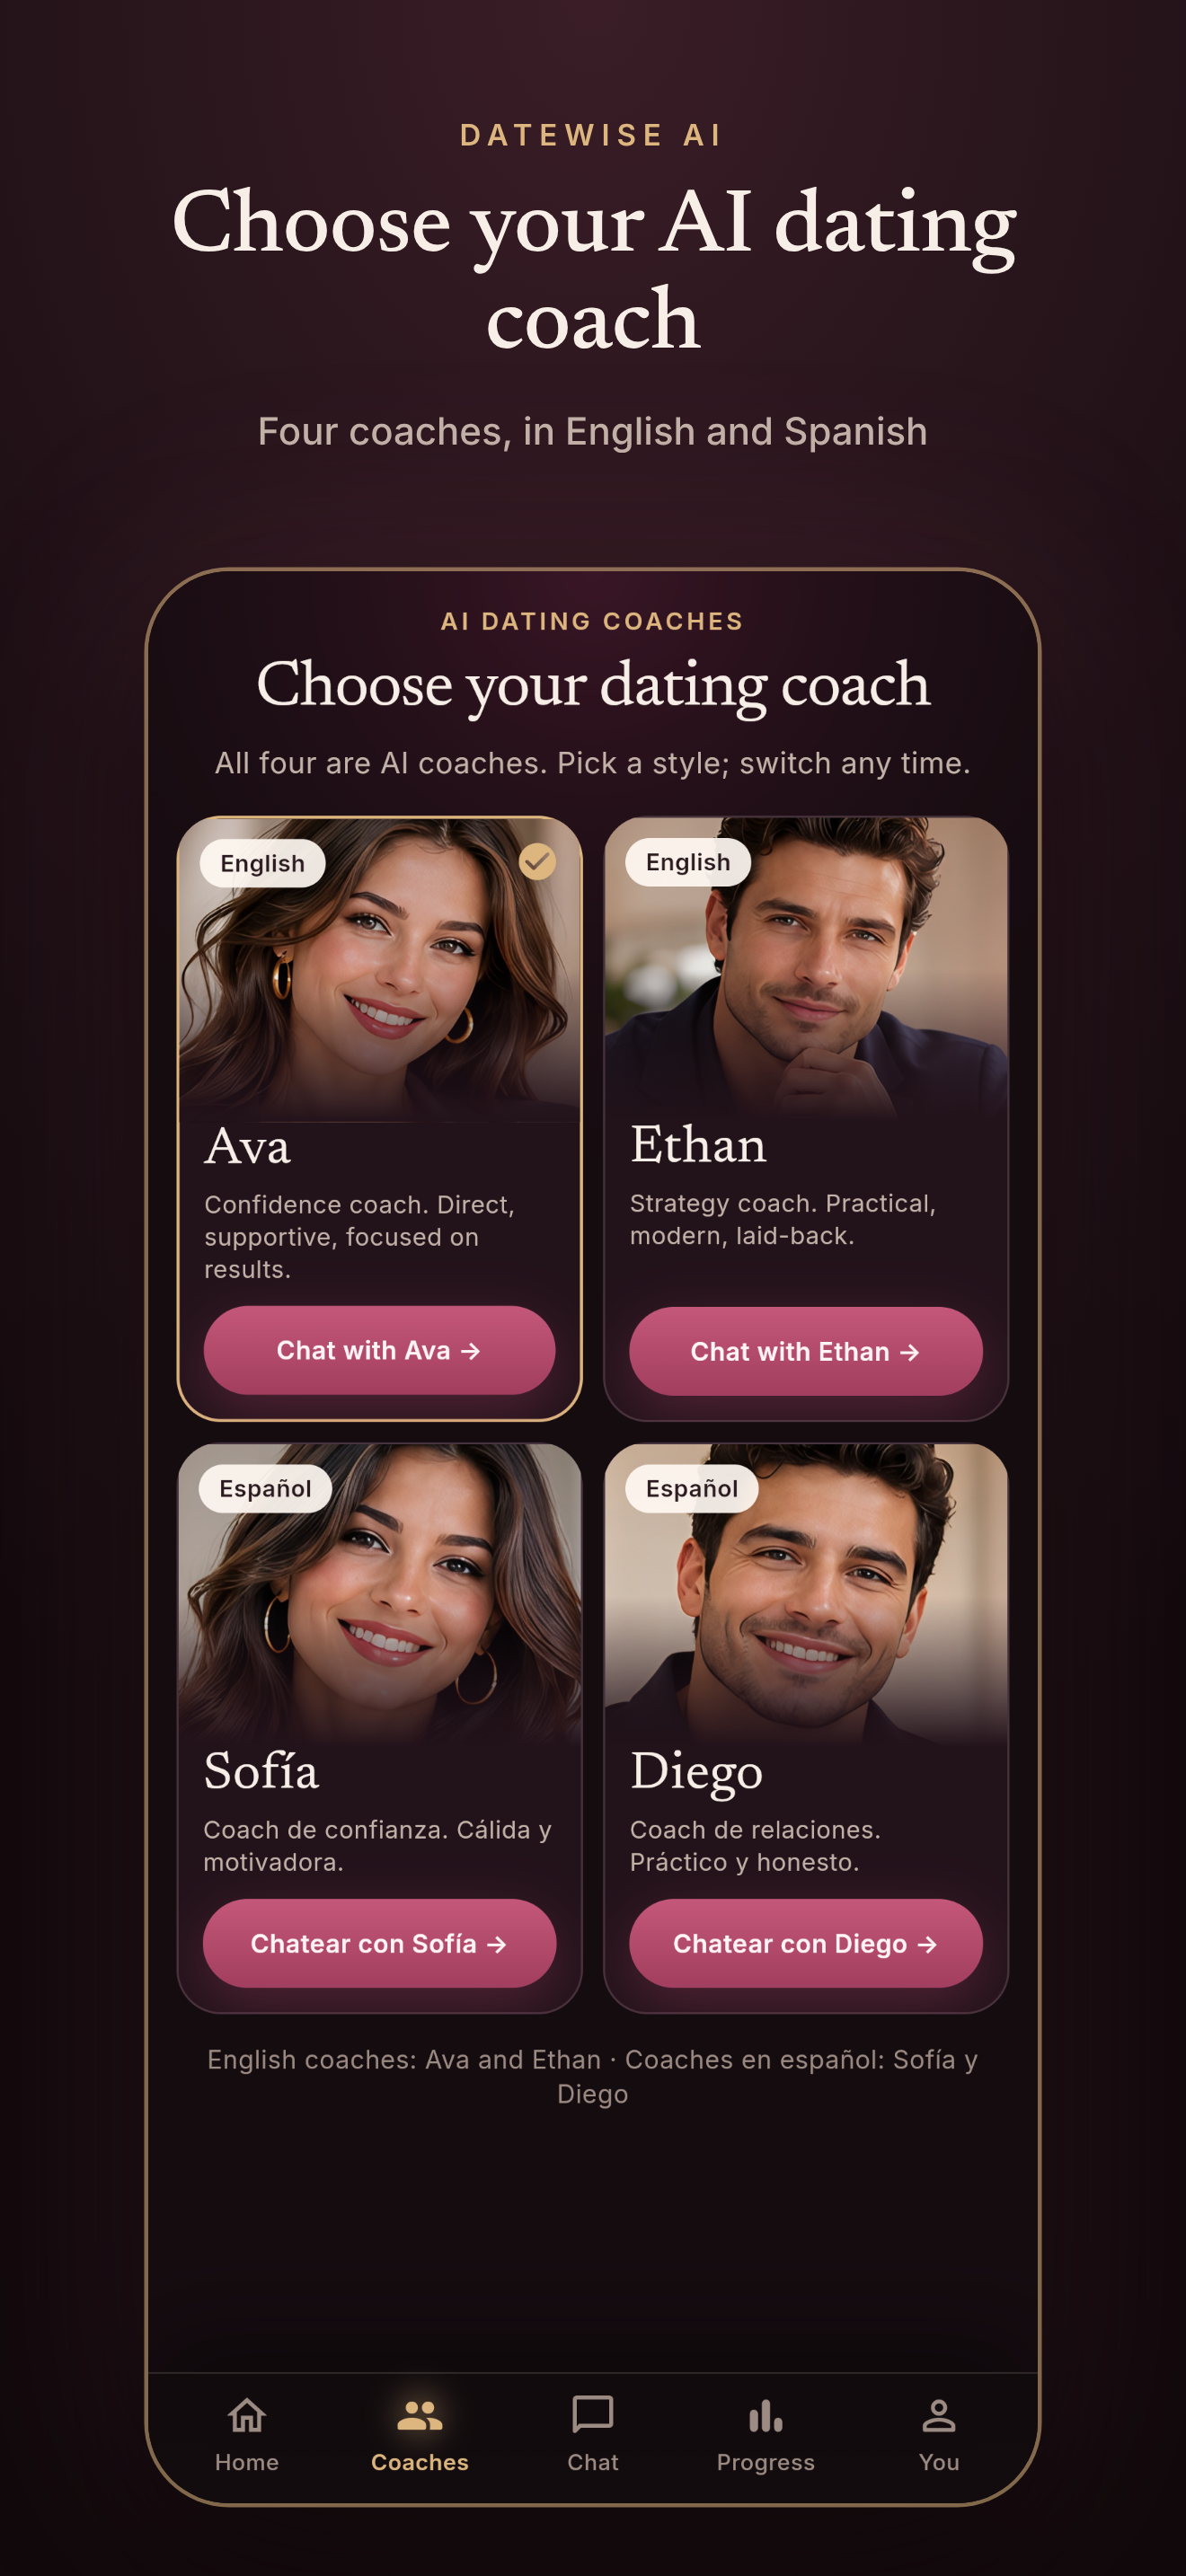 DATEWISE AI
Choose your AI dating
coach
Four coaches, in English and Spanish
AI DATING COACHES
Choose your dating coach
All four are AI coaches. Pick a style; switch any time.
English
Ava
Confidence coach. Direct,
supportive, focused on
results.
Chat with Ava →
English
Ethan
Strategy coach. Practical,
modern, laid-back.
Chat with Ethan →
Español
Sofía
Coach de confianza. Cálida y
motivadora.
Chatear con Sofía →
Español
Diego
Coach de relaciones.
Práctico y honesto.
Chatear con Diego →
English coaches: Ava and Ethan · Coaches en español: Sofía y
Diego
Home
Coaches
Chat
Progress
You